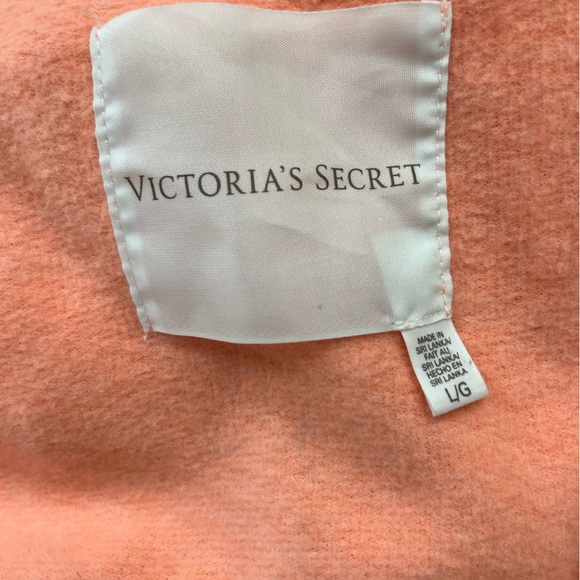 VICTORIA'S SECRET
MADE IN
SRI LANKA/
FAIT AU
SRI LANKA/
HECHO EN
SRI LANKA
L/G